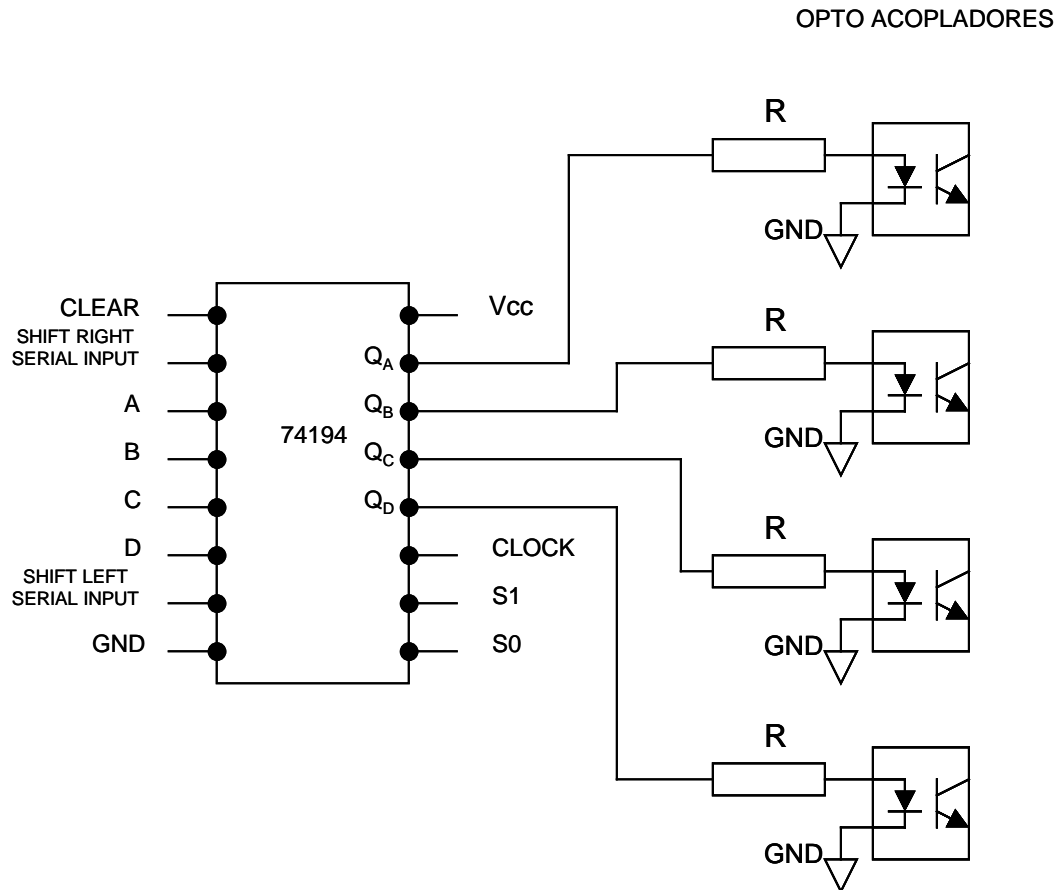 OPTO ACOPLADORES
R
GND
R
GND
R
GND
R
GND
CLEAR
SHIFT RIGHT
SERIAL INPUT
A
B
C
D
SHIFT LEFT
SERIAL INPUT
GND
74194
Vcc
QA
QB
QC
QD
CLOCK
S1
S0